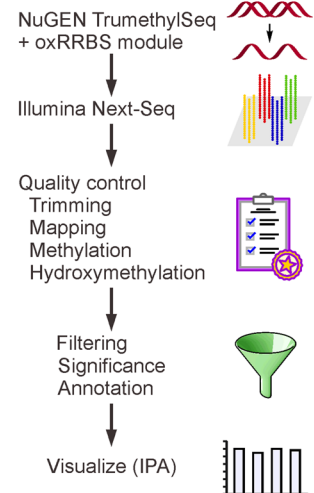 NuGEN TrumethylSeq
+ oxRRBS module
Illumina Next-Seq
Quality control
Trimming
Mapping
Methylation
Hydroxymethylation
Filtering
Significance
Annotation
Visualize (IPA)